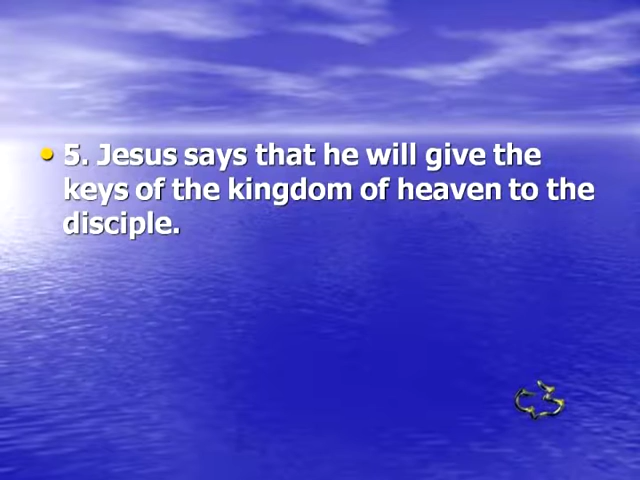 • 5. Jesus says that he will give the
keys of the kingdom of heaven to the
disciple.